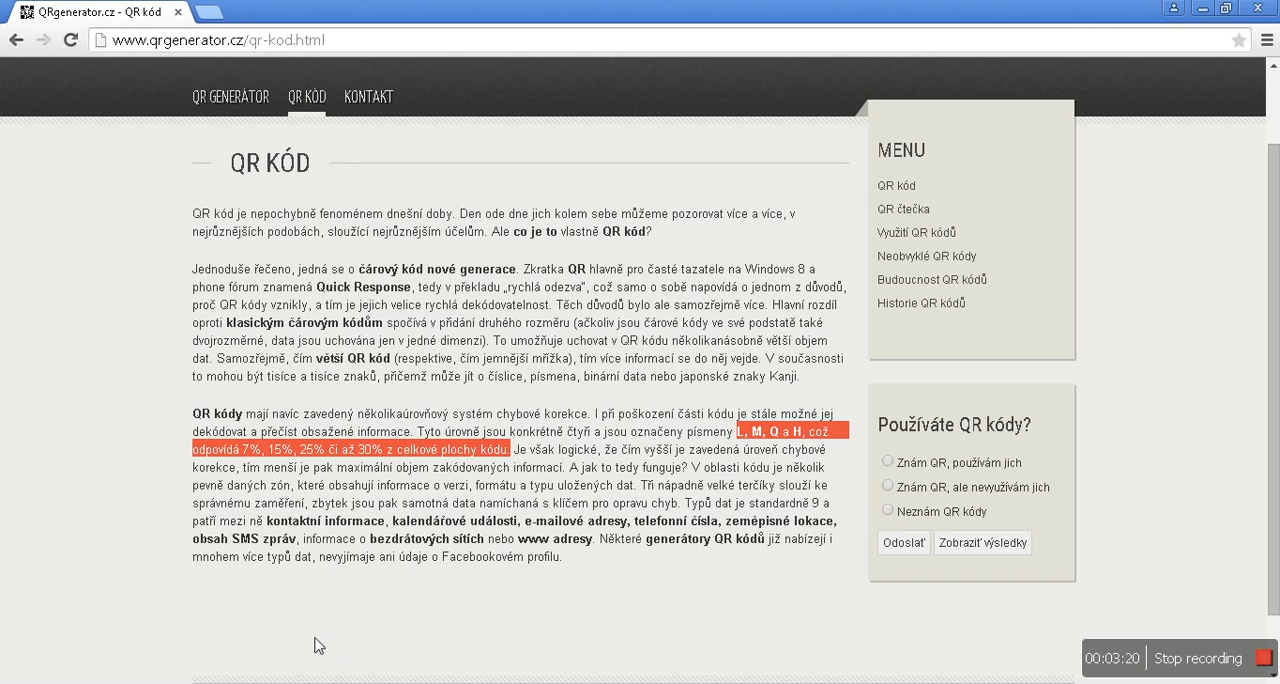 QRgenerator.cz - QR kód
www.qrgenerator.cz/qr-kod.html
QR GENERÁTOR QR KÓD KONTAKT
QR KÓD
QR kód je nepochybně fenoménem dnešní doby. Den ode dne jich kolem sebe můžeme pozorovat více a více, v
nejrůznějších podobách, sloužící nejrůznějším účelům. Ale co je to vlastně QR kód?
Jednoduše řečeno, jedná se o čárový kód nové generace. Zkratka QR hlavně pro časté tazatele na Windows 8 a
phone fórum znamená Quick Response, tedy v překladu „rychlá odezva", což samo o sobě napovídá o jednom z důvodů,
proč QR kódy vznikly, a tím je jejich velice rychlá dekódovatelnost. Těch důvodů bylo ale samozřejmě více. Hlavní rozdíl
oproti klasickým čárovým kódům spočívá v přidání druhého rozměru (ačkoliv jsou čárové kódy ve své podstatě také
dvojrozměrné, data jsou uchována jen v jedné dimenzi). To umožňuje uchovat v QR kódu několikanásobně větší objem
dat. Samozřejmě, čím větší QR kód (respektive, čím jemnější mřížka), tím více informací se do něj vejde. V současnosti
to mohou být tisíce a tisíce znaků, přičemž může jít o číslice, písmena, binární data nebo japonské znaky Kanji.
QR kódy mají navíc zavedený několikaúrovňový systém chybové korekce. I při poškození části kódu je stále možné jej
dekódovat a přečíst obsažené informace. Tyto úrovně jsou konkrétně čtyři a jsou označeny písmeny L, M, Q a H, což
odpovídá 7%, 15%, 25% či až 30% z celkové plochy kódu. Je však logické, že čím vyšší je zavedená úroveň chybové
korekce, tím menší je pak maximální objem zakódovaných informací. A jak to tedy funguje? V oblasti kódu je několik
pevně daných zón, které obsahují informace o verzi, formátu a typu uložených dat. Tři nápadně velké terčíky slouží ke
správnému zaměření, zbytek jsou pak samotná data namíchaná s klíčem pro opravu chyb. Typů dat je standardně 9 a
patří mezi ně kontaktní informace, kalendářové události, e-mailové adresy, telefonní čísla, zeměpisné lokace,
obsah SMS zpráv, informace o bezdrátových sítích nebo www adresy. Některé generátory QR kódů již nabízejí i
mnohem více typů dat, nevyjímaje ani údaje o Facebookovém profilu.
MENU
QR kód
QR čtečka
Využití QR kódů
Neobvyklé QR kódy
Budoucnost QR kódů
Historie QR kódů
Používáte QR kódy?
Znám QR, používám jich
Znám QR, ale nevyužívám jich
Neznám QR kódy
Odoslať Zobraziť výsledky
00:03:20 Stop recording